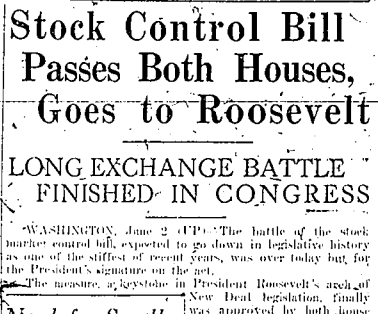 Stock Control Bill
Passes Both Houses,
Goes to Roosevelt
LONG EXCHANGE BATTLE
FINISHED IN CONGRESS
WASHINGTON, June 2 (UP) The battle of the stock
market control bill, expected to go down in legislative history
as one of the stiffest of recent years, was over today but for
the President's signature on the act.
The measure, a keystone in President Roosevelt's arch of
New Deal legislation, finally
was approved by both house